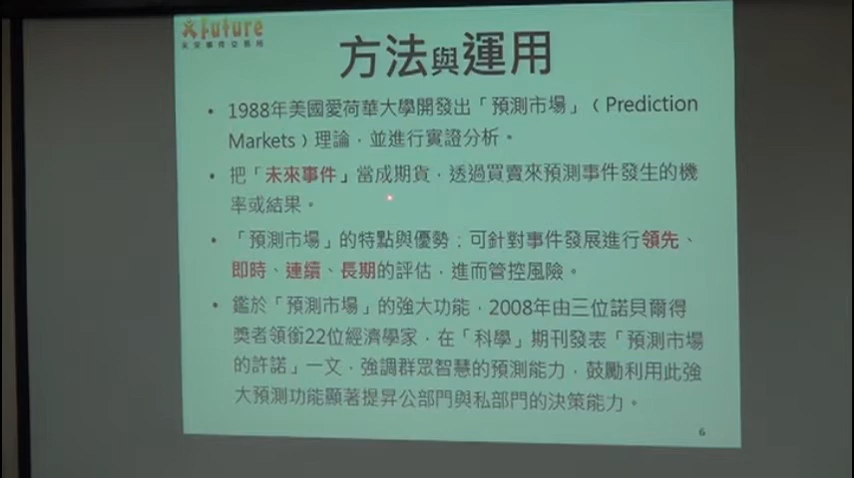 xfuture
未來事件交易所
方法與運用
• 1988年美國愛荷華大學開發出「預測市場」（Prediction
Markets）理論，並進行實證分析。
• 把「未來事件」當成期貨，透過買賣來預測事件發生的機
率或結果。
• 「預測市場」的特點與優勢：可針對事件發展進行領先、
即時、連續、長期的評估，進而管控風險。
• 鑑於「預測市場」的強大功能，2008年由三位諾貝爾得
獎者領銜22位經濟學家，在「科學」期刊發表「預測市場
的許諾」一文，強調群眾智慧的預測能力，鼓勵利用此強
大預測功能顯著提昇公部門與私部門的決策能力。
6